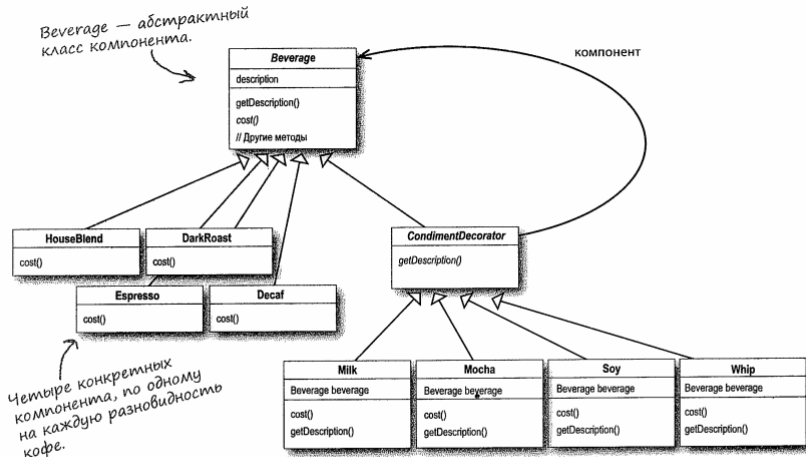 Beverage — абстрактный
класс компонента.
Beverage
description
getDescription()
cost()
// Другие методы
компонент
HouseBlend
cost()
DarkRoast
cost()
Espresso
cost()
Decaf
cost()
CondimentDecorator
getDescription()
Четыре конкретных
компонента, по одному
на каждую разновидность
кофе.
Milk
Beverage beverage
cost()
getDescription()
Mocha
Beverage beverage
cost()
getDescription()
Soy
Beverage beverage
cost()
getDescription()
Whip
Beverage beverage
cost()
getDescription()